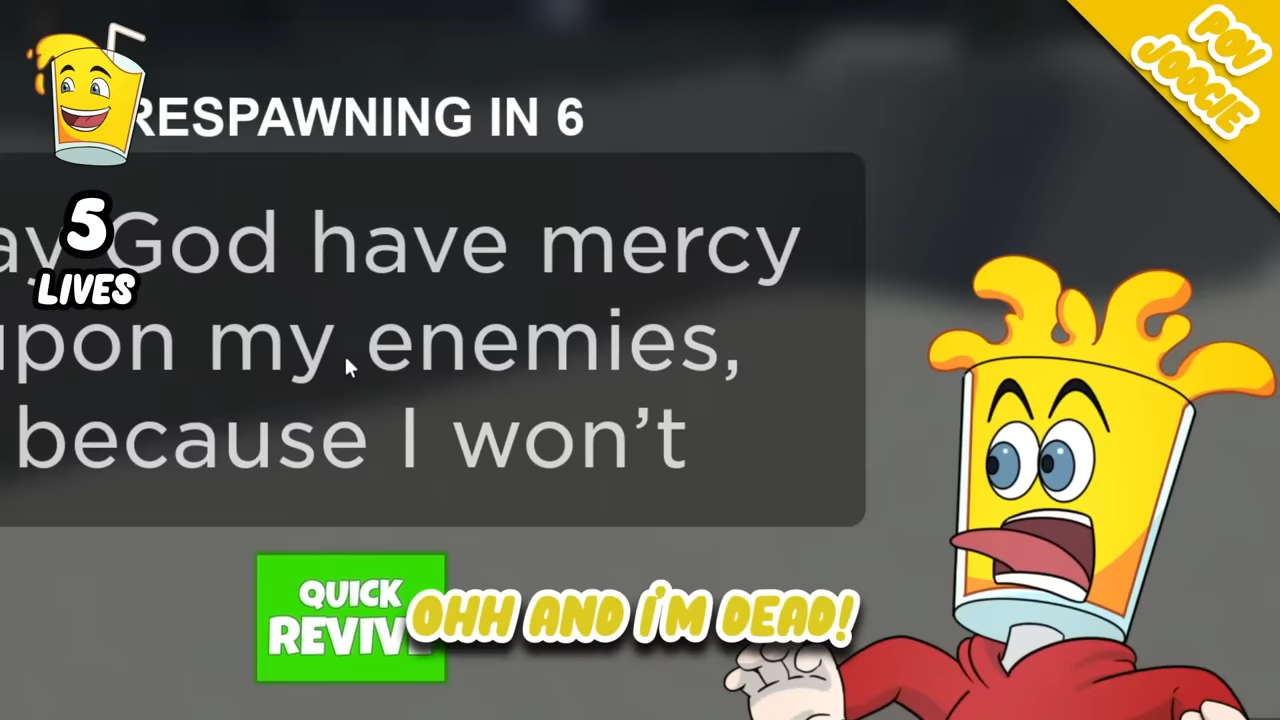 POV
JOOCIE
RESPAWNING IN 6
5
LIVES
God have mercy
upon my enemies,
because I won't
QUICK
REVIVE
OHH AND I'M DEAD!